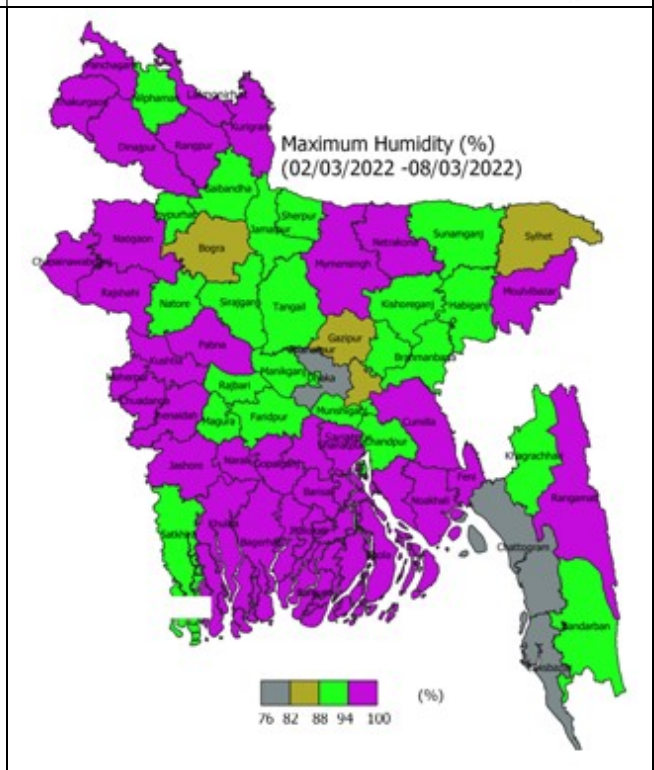 Panchagarh
Thakurgaon
Nilphamari
Lalmonirhat
Kurigram
Dinajpur
Rangpur
Maximum Humidity (%)
(02/03/2022 -08/03/2022)
Gaibandha
Joypurhat
Sherpur
Jamalpur
Naogaon
Bogra
Mymensingh
Netrakona
Sunamganj
Sylhet
Rajshahi
Natore
Sirajganj
Tangail
Kishoreganj
Habiganj
Moulvibazar
Pabna
Gazipur
Kushtia
Manikganj
Dhaka
Meherpur
Rajbari
Chuadanga
Jhenaidah
Magura
Faridpur
Munshiganj
Cumilla
Chandpur
Khagrachhari
Jashore
Narail
Gopalganj
Feni
Rangamati
Satkhira
Khulna
Bagerhat
Barisal
Noakhali
Bhola
Chattogram
Bandarban
76 82 88 94 100
(%)